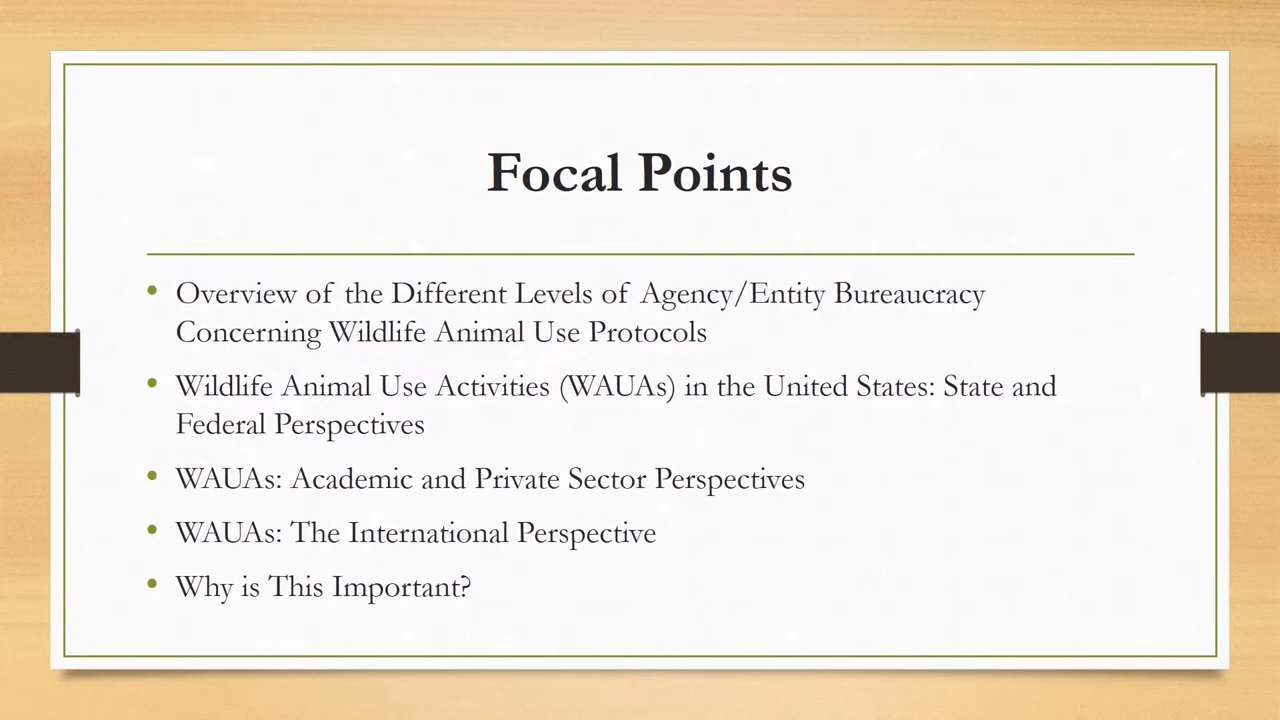 Focal Points
• Overview of the Different Levels of Agency/Entity Bureaucracy
Concerning Wildlife Animal Use Protocols
• Wildlife Animal Use Activities (WAUAs) in the United States: State and
Federal Perspectives
• WAUAs: Academic and Private Sector Perspectives
• WAUAs: The International Perspective
• Why is This Important?